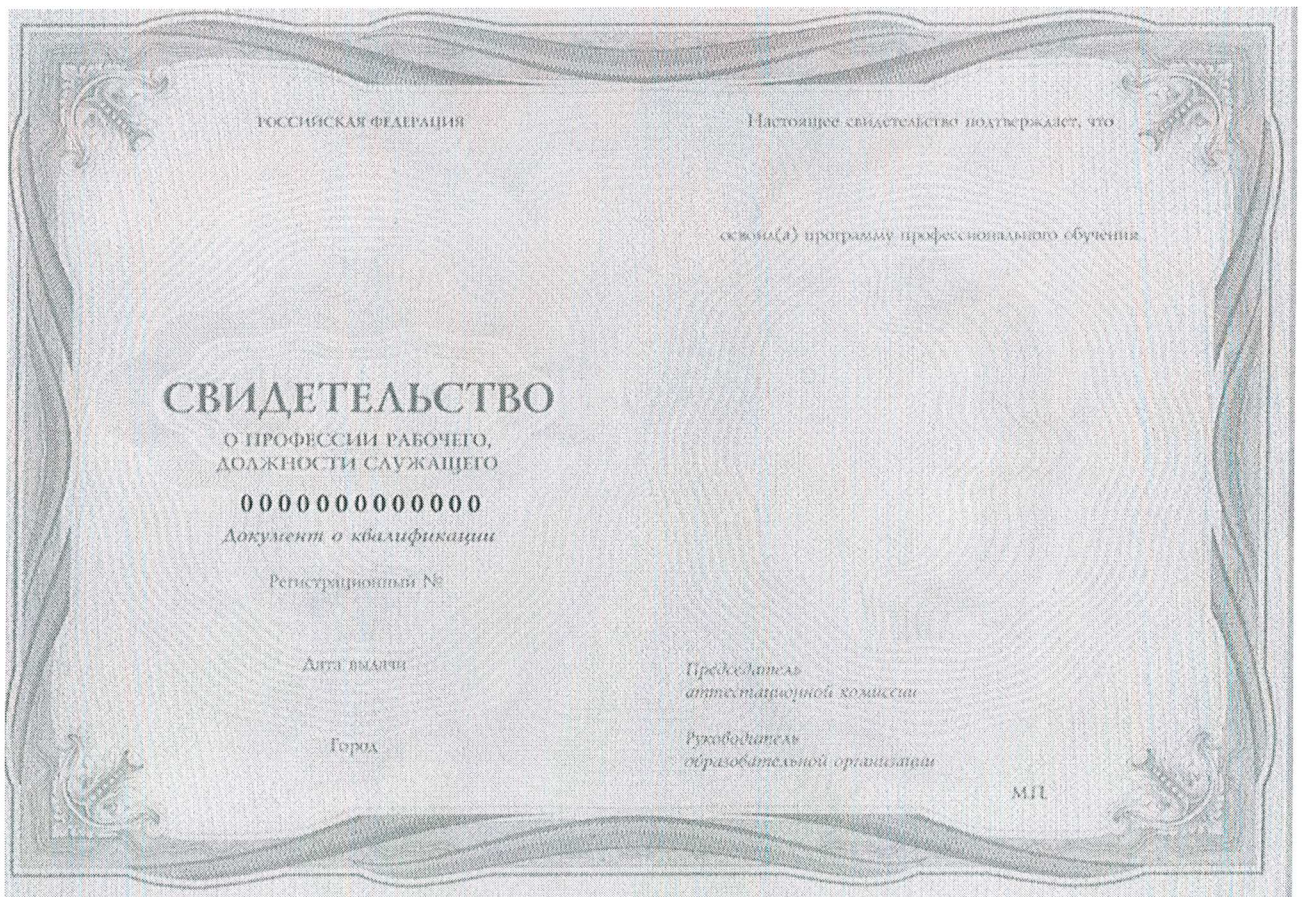 РОССИЙСКАЯ ФЕДЕРАЦИЯ
СВИДЕТЕЛЬСТВО
О ПРОФЕССИИ РАБОЧЕГО,
ДОЛЖНОСТИ СЛУЖАЩЕГО
0000000000000
Документ о квалификации
Регистрационный №
Дата выдачи
Город
Настоящее свидетельство подтверждает, что
освоил(а) программу профессионального обучения
Председатель
аттестационной комиссии
Руководитель
образовательной организации
М.П.